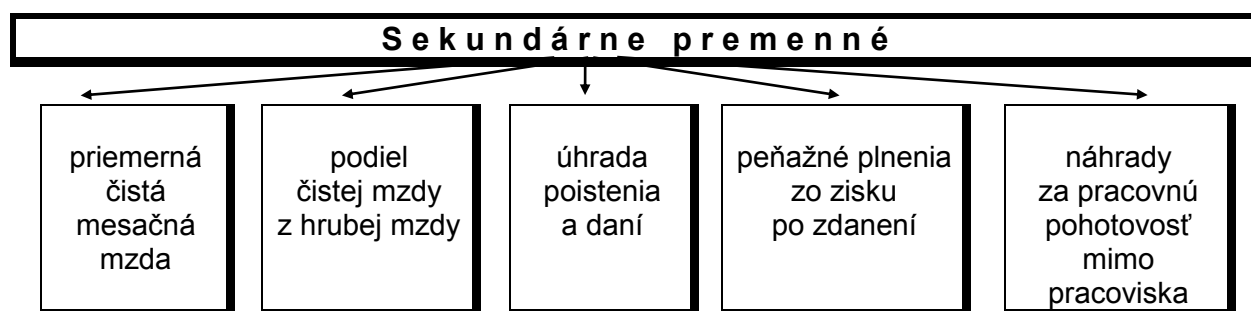 Sekundárne premenné
priemerná
čistá
mesačná
mzda
podiel
čistej mzdy
z hrubej mzdy
úhrada
poistenia
a daní
peňažné plnenia
zo zisku
po zdanení
náhrady
za pracovnú
pohotovosť
mimo
pracoviska